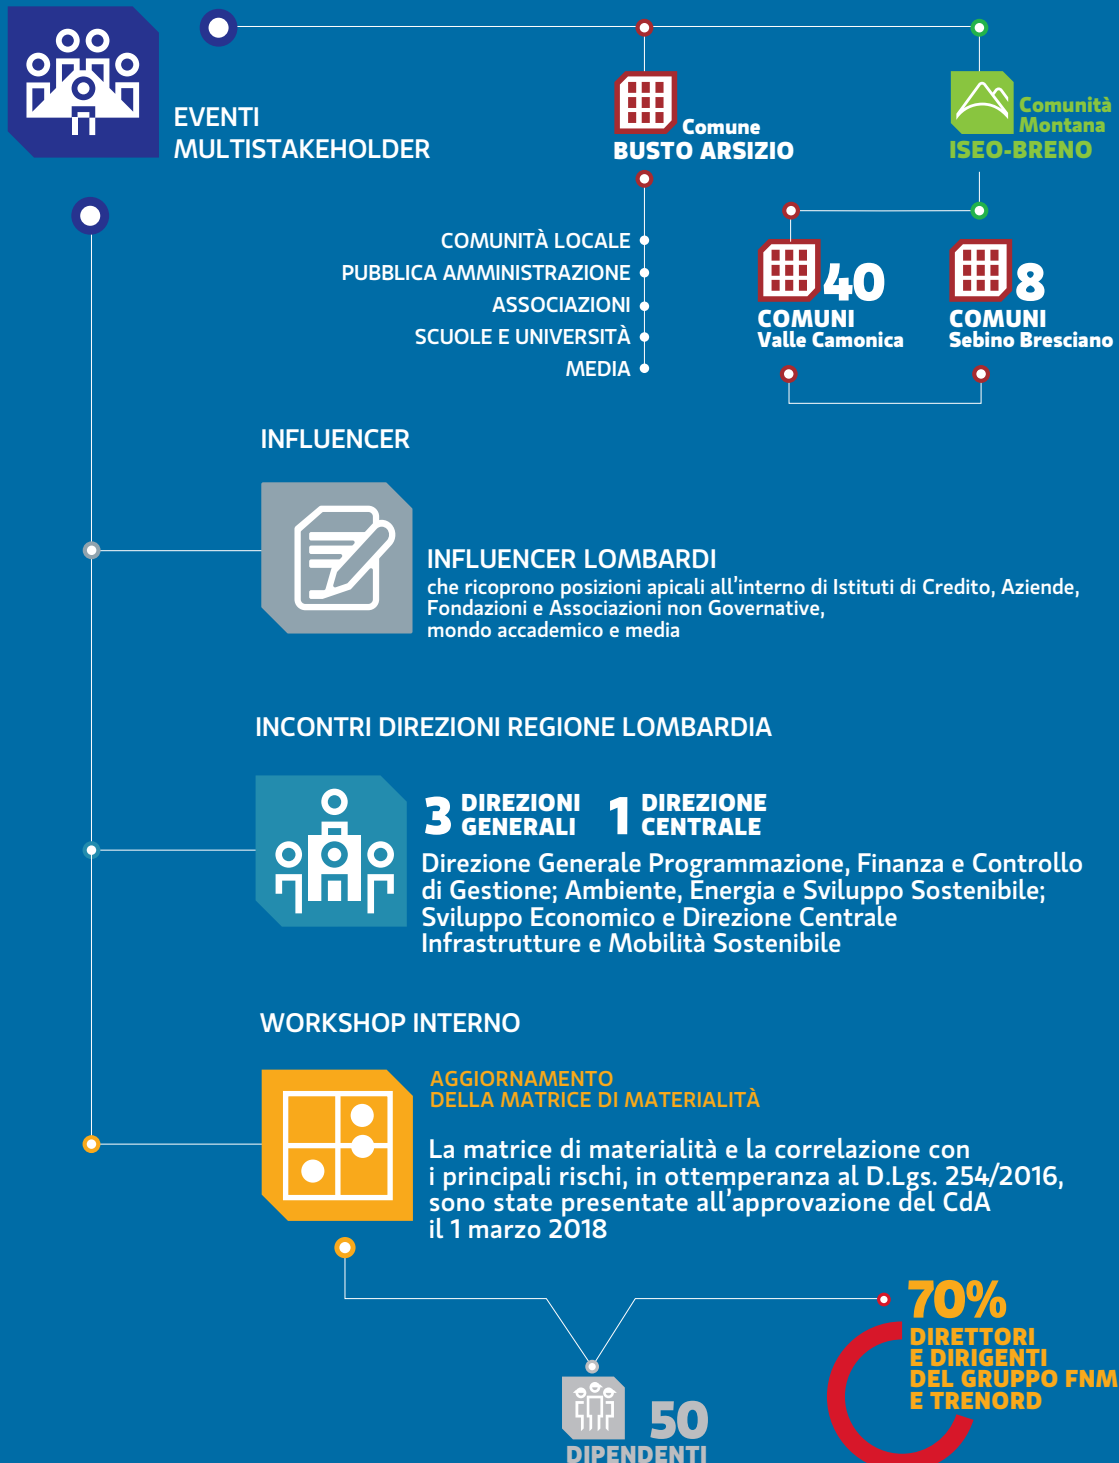 EVENTI
MULTISTAKEHOLDER
Comune
BUSTO ARSIZIO
Comunità
Montana
ISEO-BRENO
COMUNITÀ LOCALE
PUBBLICA AMMINISTRAZIONE
ASSOCIAZIONI
SCUOLE E UNIVERSITÀ
MEDIA
40
COMUNI
Valle Camonica
8
COMUNI
Sebino Bresciano
INFLUENCER
INFLUENCER LOMBARDI
che ricoprono posizioni apicali all'interno di Istituti di Credito, Aziende,
Fondazioni e Associazioni non Governative,
mondo accademico e media
INCONTRI DIREZIONI REGIONE LOMBARDIA
3 DIREZIONI
GENERALI
1 DIREZIONE
CENTRALE
Direzione Generale Programmazione, Finanza e Controllo
di Gestione; Ambiente, Energia e Sviluppo Sostenibile;
Sviluppo Economico e Direzione Centrale
Infrastrutture e Mobilità Sostenibile
WORKSHOP INTERNO
AGGIORNAMENTO
DELLA MATRICE DI MATERIALITÀ
La matrice di materialità e la correlazione con
i principali rischi, in ottemperanza al D.Lgs. 254/2016,
sono state presentate all'approvazione del CdA
il 1 marzo 2018
70%
DIRETTORI
E DIRIGENTI
DEL GRUPPO FNM
E TRENORD
50
DIPENDENTI